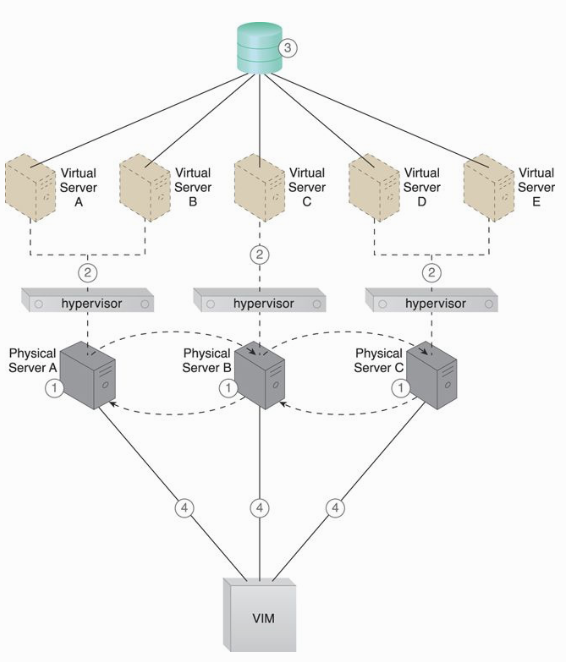 3
Virtual
Server
A
Virtual
Server
B
Virtual
Server
C
Virtual
Server
D
Virtual
Server
E
2
2
2
hypervisor
hypervisor
hypervisor
Physical
Server A
1
Physical
Server B
1
Physical
Server C
1
4
4
4
VIM